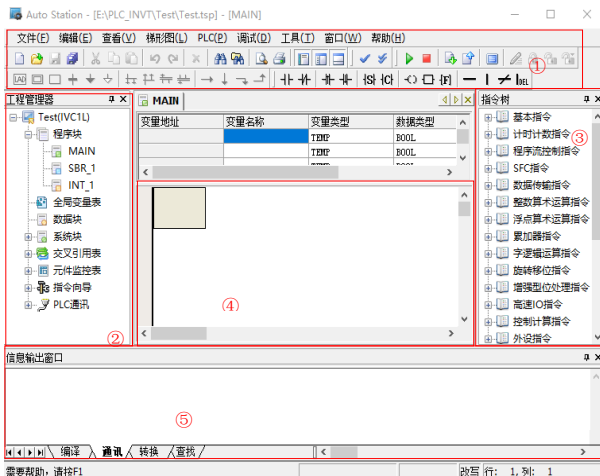 Auto Station - [E:\PLC_INVT\Test\Test.tsp] - [MAIN]
文件(F) 编辑(E) 查看(V) 梯形图(L) PLC(P) 调试(D) 工具(T) 窗口(W) 帮助(H)
①
LAD (S) (C) [F] DEL
工程管理器
Test(IVC1L)
程序块
MAIN
SBR_1
INT_1
全局变量表
数据块
系统块
交叉引用表
元件监控表
指令向导
PLC通讯
②
MAIN
变量地址 变量名称 变量类型 数据类型
TEMP BOOL
TEMP BOOL
TEMP BOOL
④
指令树
基本指令
计时计数指令
③
程序流控制指令
SFC指令
数据传输指令
整数算术运算指令
浮点算术运算指令
累加器指令
字逻辑运算指令
旋转移位指令
增强型位处理指令
高速IO指令
控制计算指令
外设指令
信息输出窗口
⑤
编译 通讯 转换 查找
需要帮助，请按F1
改写 行: 1, 列: 1